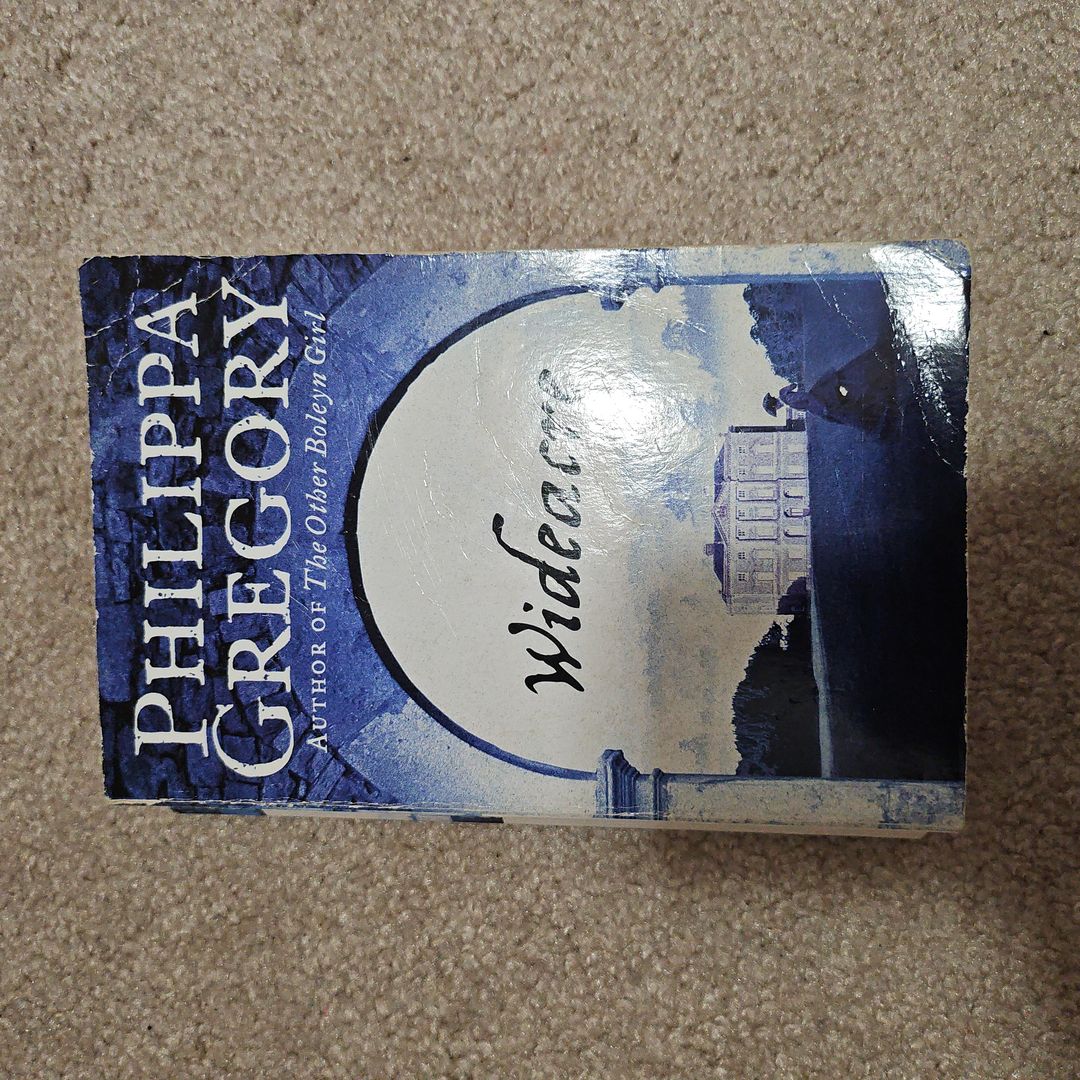 PHILIPPA
GREGORY
AUTHOR OF The Other Boleyn Girl
Wideacre